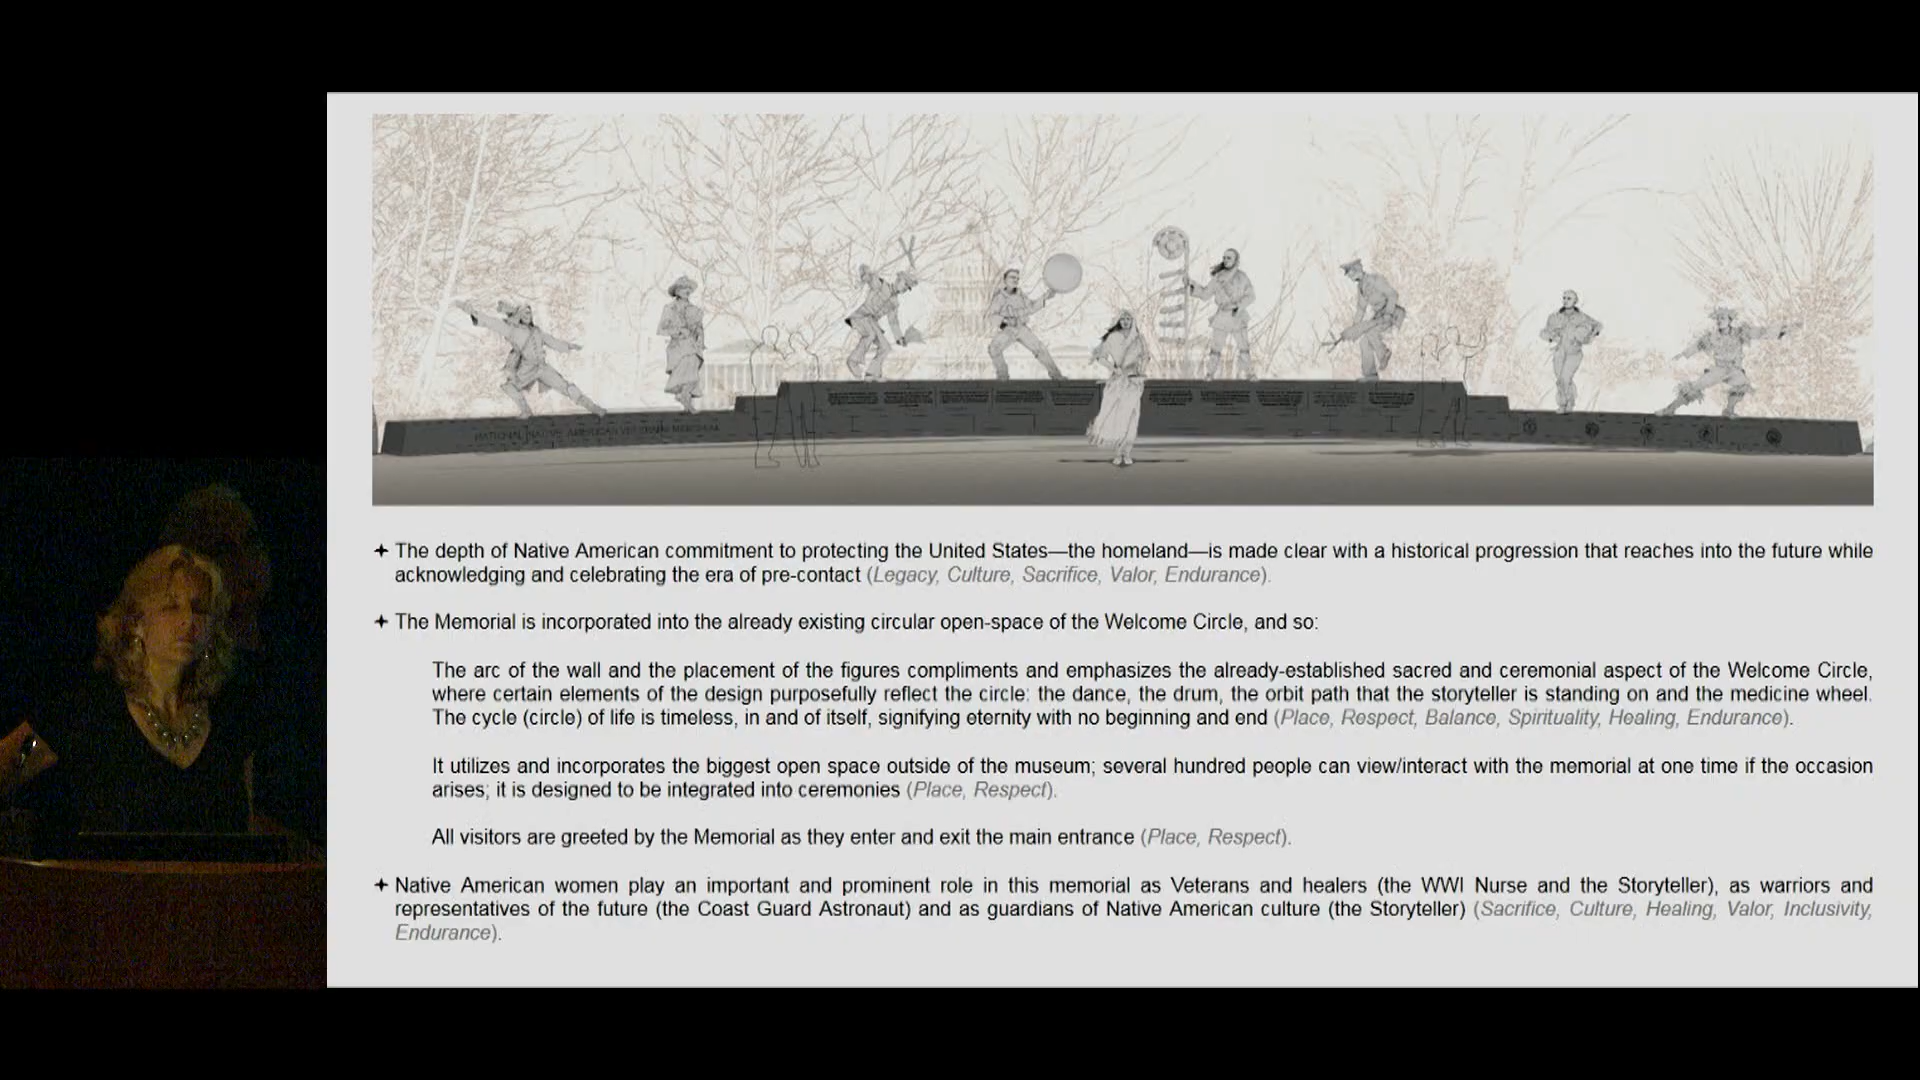 NATIONAL NATIVE AMERICAN VETERANS MEMORIAL
✦ The depth of Native American commitment to protecting the United States—the homeland—is made clear with a historical progression that reaches into the future while
acknowledging and celebrating the era of pre-contact (Legacy, Culture, Sacrifice, Valor, Endurance).
✦ The Memorial is incorporated into the already existing circular open-space of the Welcome Circle, and so:
The arc of the wall and the placement of the figures compliments and emphasizes the already-established sacred and ceremonial aspect of the Welcome Circle,
where certain elements of the design purposefully reflect the circle: the dance, the drum, the orbit path that the storyteller is standing on and the medicine wheel.
The cycle (circle) of life is timeless, in and of itself, signifying eternity with no beginning and end (Place, Respect, Balance, Spirituality, Healing, Endurance).
It utilizes and incorporates the biggest open space outside of the museum; several hundred people can view/interact with the memorial at one time if the occasion
arises; it is designed to be integrated into ceremonies (Place, Respect).
All visitors are greeted by the Memorial as they enter and exit the main entrance (Place, Respect).
✦ Native American women play an important and prominent role in this memorial as Veterans and healers (the WWI Nurse and the Storyteller), as warriors and
representatives of the future (the Coast Guard Astronaut) and as guardians of Native American culture (the Storyteller) (Sacrifice, Culture, Healing, Valor, Inclusivity,
Endurance).